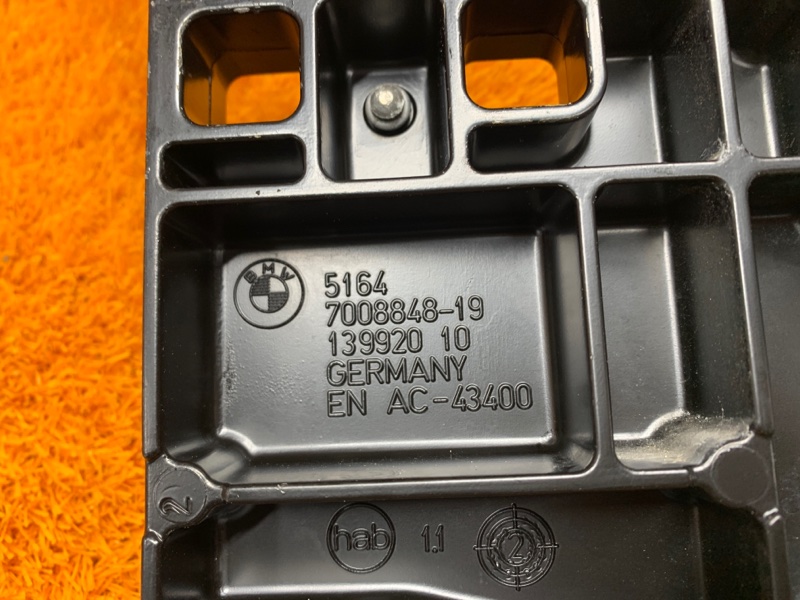 BMW
5164
7008848-19
139920 10
GERMANY
EN AC-43400
2
hab 1.1 2